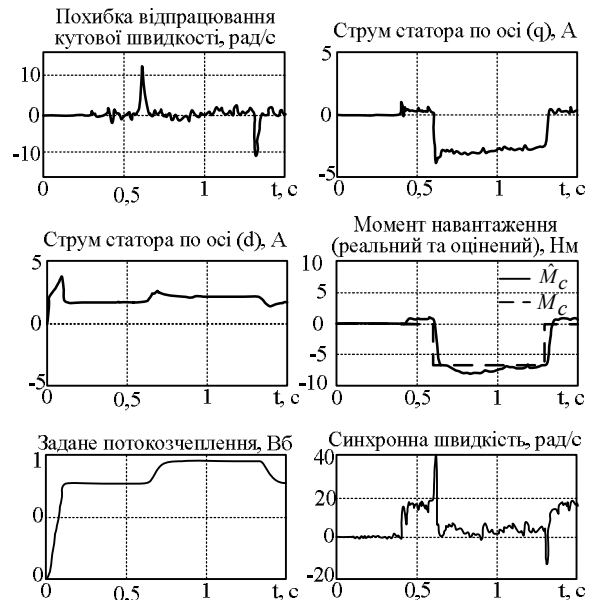 Похибка відпрацювання
кутової швидкості, рад/с
10
0
-10
0
0,5
1
t, с
Струм статора по осі (q), А
5
0
-5
0
0,5
1
t, с
Струм статора по осі (d), А
5
0
-5
0
0,5
1
t, с
Момент навантаження
(реальний та оцінений), Нм
10
5
0
-5
-10
M̂c
Mc
0
0,5
1
t, с
Задане потокозчеплення, Вб
1
0
0
0
0,5
1
t, с
Синхронна швидкість, рад/с
40
20
0
-20
0
0,5
1
t, с